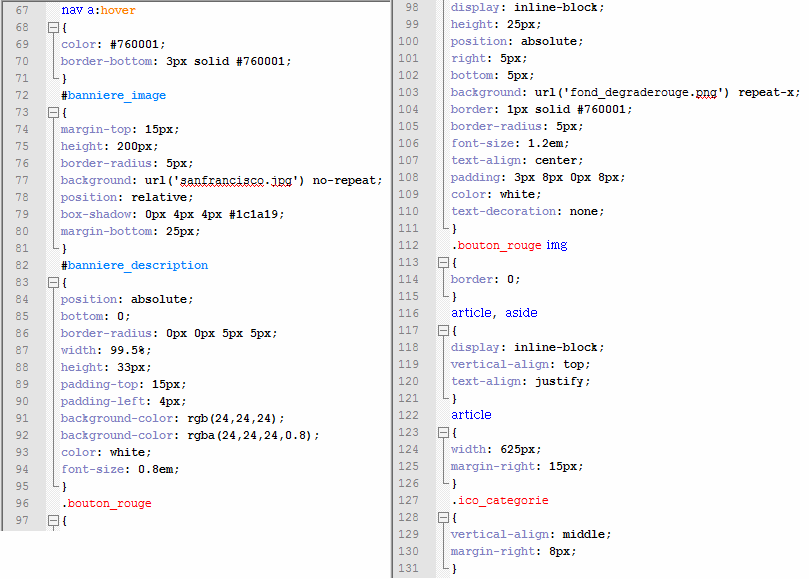 67 nav a:hover
68 {
69 color: #760001;
70 border-bottom: 3px solid #760001;
71 }
72 #banniere_image
73 {
74 margin-top: 15px;
75 height: 200px;
76 border-radius: 5px;
77 background: url('sanfrancisco.jpg') no-repeat;
78 position: relative;
79 box-shadow: 0px 4px 4px #1c1a19;
80 margin-bottom: 25px;
81 }
82 #banniere_description
83 {
84 position: absolute;
85 bottom: 0;
86 border-radius: 0px 0px 5px 5px;
87 width: 99.5%;
88 height: 33px;
89 padding-top: 15px;
90 padding-left: 4px;
91 background-color: rgb(24,24,24);
92 background-color: rgba(24,24,24,0.8);
93 color: white;
94 font-size: 0.8em;
95 }
96 .bouton_rouge
97 {
98 display: inline-block;
99 height: 25px;
100 position: absolute;
101 right: 5px;
102 bottom: 5px;
103 background: url('fond_degraderouge.png') repeat-x;
104 border: 1px solid #760001;
105 border-radius: 5px;
106 font-size: 1.2em;
107 text-align: center;
108 padding: 3px 8px 0px 8px;
109 color: white;
110 text-decoration: none;
111 }
112 .bouton_rouge img
113 {
114 border: 0;
115 }
116 article, aside
117 {
118 display: inline-block;
119 vertical-align: top;
120 text-align: justify;
121 }
122 article
123 {
124 width: 625px;
125 margin-right: 15px;
126 }
127 .ico_categorie
128 {
129 vertical-align: middle;
130 margin-right: 8px;
131 }